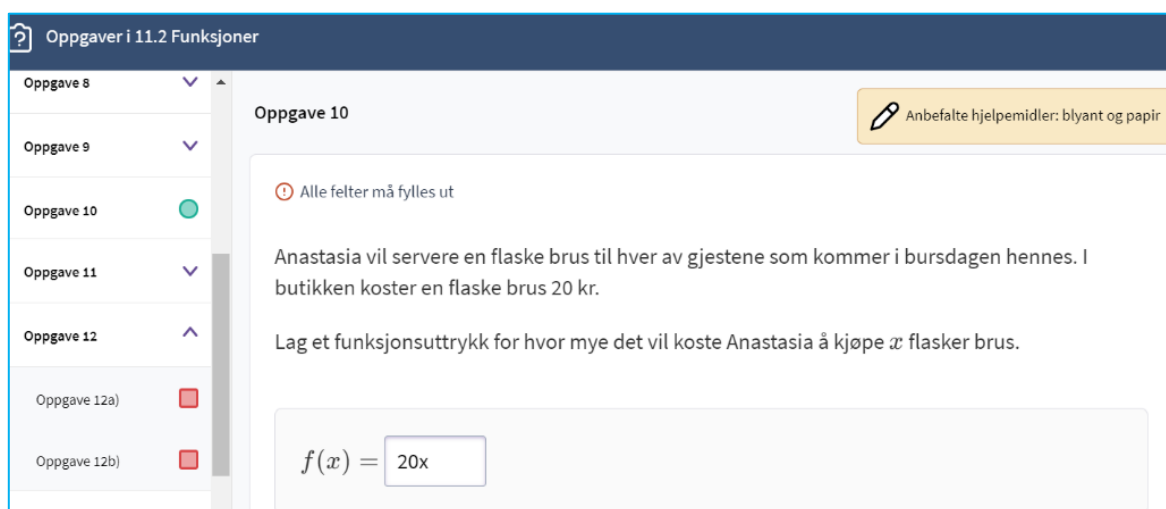 Oppgaver i 11.2 Funksjoner
Oppgave 8
Oppgave 9
Oppgave 10
Oppgave 11
Oppgave 12
Oppgave 12a)
Oppgave 12b)
Oppgave 10
Anbefalte hjelpemidler: blyant og papir
Alle felter må fylles ut
Anastasia vil servere en flaske brus til hver av gjestene som kommer i bursdagen hennes. I
butikken koster en flaske brus 20 kr.
Lag et funksjonsuttrykk for hvor mye det vil koste Anastasia å kjøpe x flasker brus.
f(x) = 20x